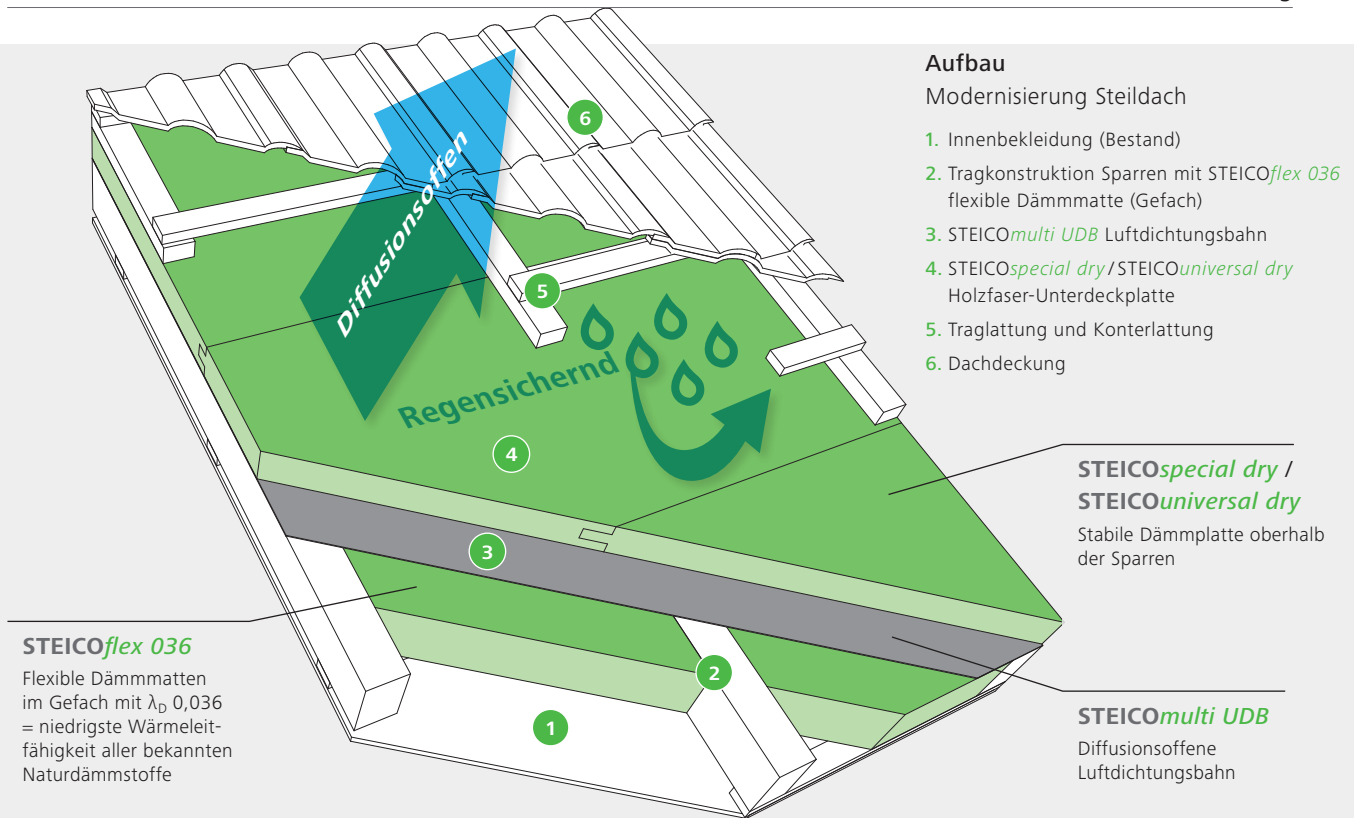 Aufbau
Modernisierung Steildach
1. Innenbekleidung (Bestand)
2. Tragkonstruktion Sparren mit STEICOflex 036
flexible Dämmmatte (Gefach)
3. STEICOmulti UDB Luftdichtungsbahn
4. STEICOspecial dry / STEICOuniversal dry
Holzfaser-Unterdeckplatte
5. Traglattung und Konterlattung
6. Dachdeckung
6
Diffusionsoffen
5
Regensichernd
4
3
2
1
STEICOspecial dry /
STEICOuniversal dry
Stabile Dämmplatte oberhalb
der Sparren
STEICOflex 036
Flexible Dämmmatten
im Gefach mit λD 0,036
= niedrigste Wärmeleit-
fähigkeit aller bekannten
Naturdämmstoffe
STEICOmulti UDB
Diffusionsoffene
Luftdichtungsbahn